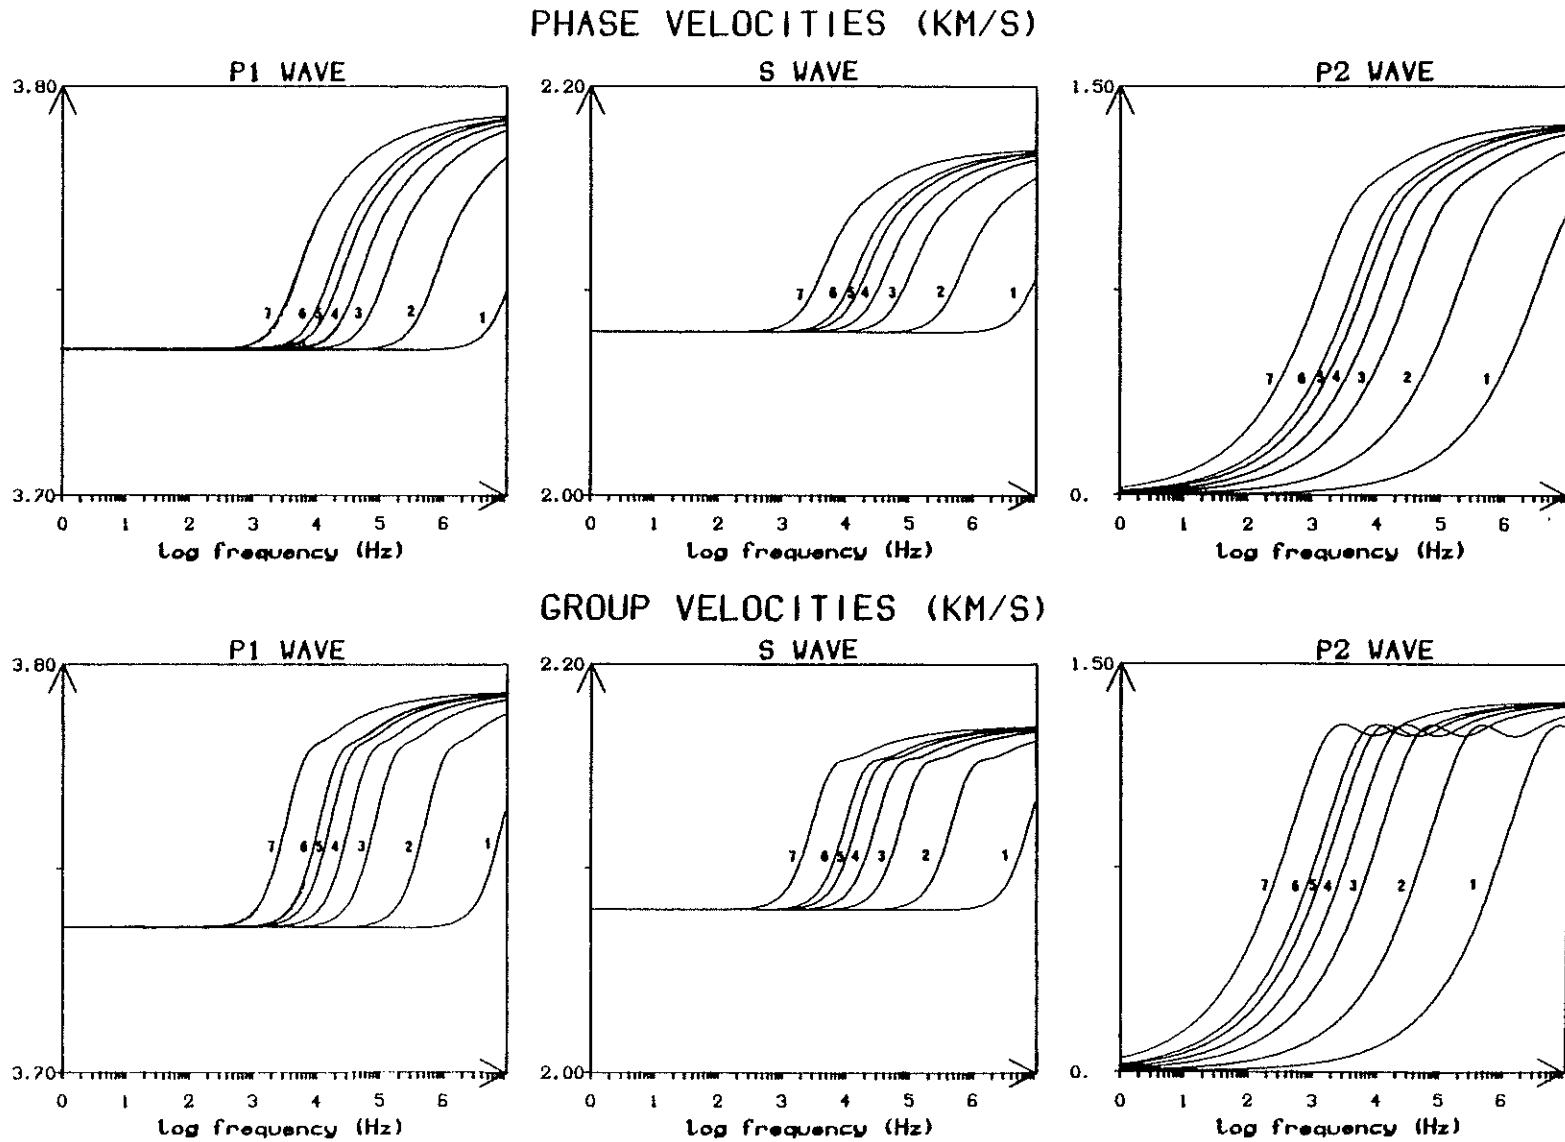 PHASE VELOCITIES (KM/S)
P1 WAVE
S WAVE
P2 WAVE
3.80
2.20
1.50
7 6 5 4 3 2 1
7 6 5 4 3 2 1
7 6 5 4 3 2 1
3.70
2.00
0.
0 1 2 3 4 5 6
0 1 2 3 4 5 6
0 1 2 3 4 5 6
log frequency (Hz)
log frequency (Hz)
log frequency (Hz)
GROUP VELOCITIES (KM/S)
P1 WAVE
S WAVE
P2 WAVE
3.80
2.20
1.50
7 6 5 4 3 2 1
7 6 5 4 3 2 1
7 6 5 4 3 2 1
3.70
2.00
0.
0 1 2 3 4 5 6
0 1 2 3 4 5 6
0 1 2 3 4 5 6
log frequency (Hz)
log frequency (Hz)
log frequency (Hz)